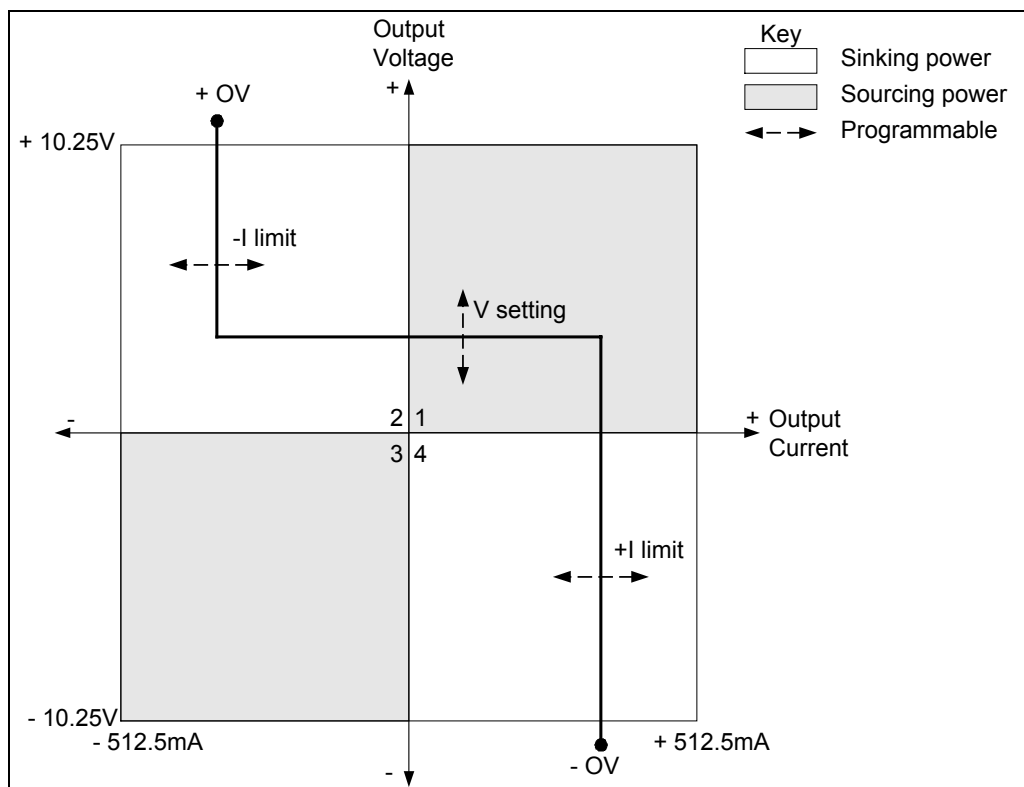 Output
Voltage
+
Key
Sinking power
Sourcing power
Programmable
+ OV
+ 10.25V
-I limit
V setting
2 1
3 4
-
+ Output
Current
+I limit
- 10.25V
- 512.5mA
+ 512.5mA
- OV
-